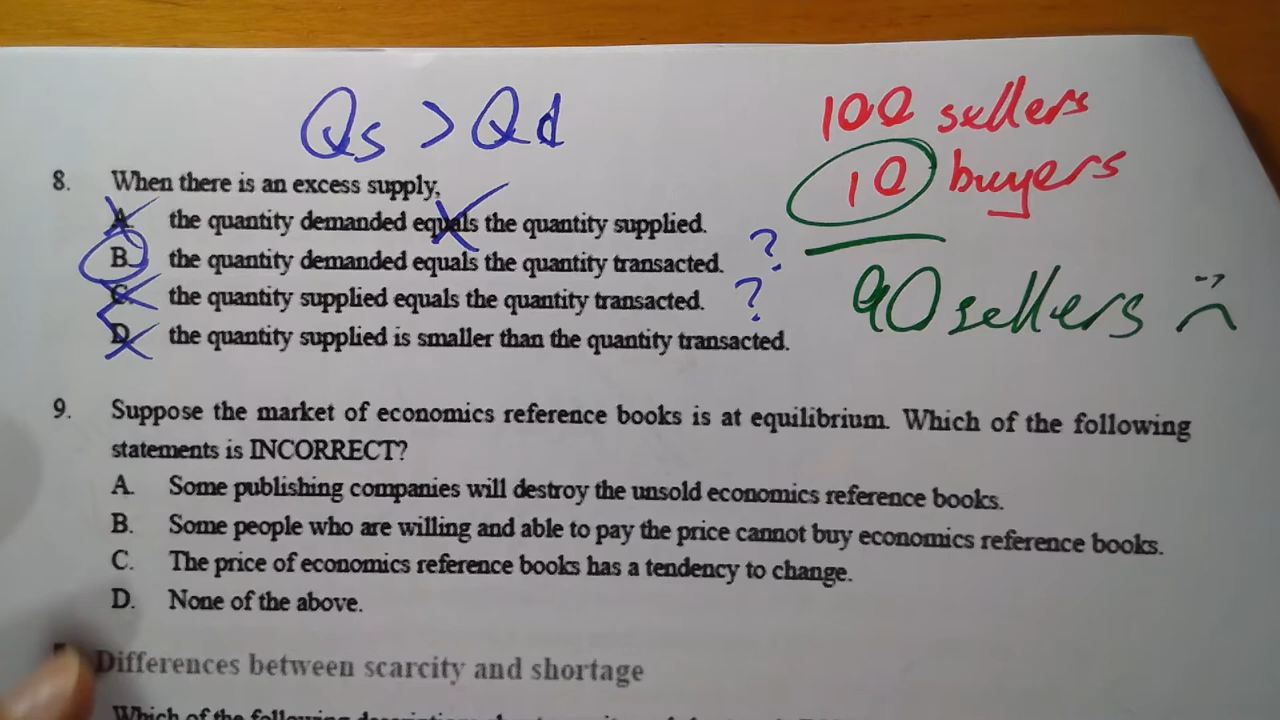 Qs > Qd
100 sellers
10 buyers
90 sellers
8. When there is an excess supply,
A. the quantity demanded equals the quantity supplied.
B. the quantity demanded equals the quantity transacted. ?
C. the quantity supplied equals the quantity transacted. ?
D. the quantity supplied is smaller than the quantity transacted.
9. Suppose the market of economics reference books is at equilibrium. Which of the following
statements is INCORRECT?
A. Some publishing companies will destroy the unsold economics reference books.
B. Some people who are willing and able to pay the price cannot buy economics reference books.
C. The price of economics reference books has a tendency to change.
D. None of the above.
Differences between scarcity and shortage
Which of the following